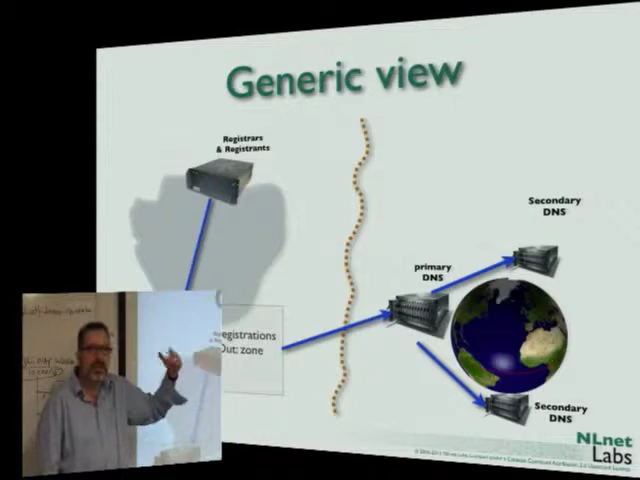 Generic view
Registrars
& Registrants
Secondary
DNS
primary
DNS
egistrations
Out: zone
Secondary
DNS
NLnet
Labs